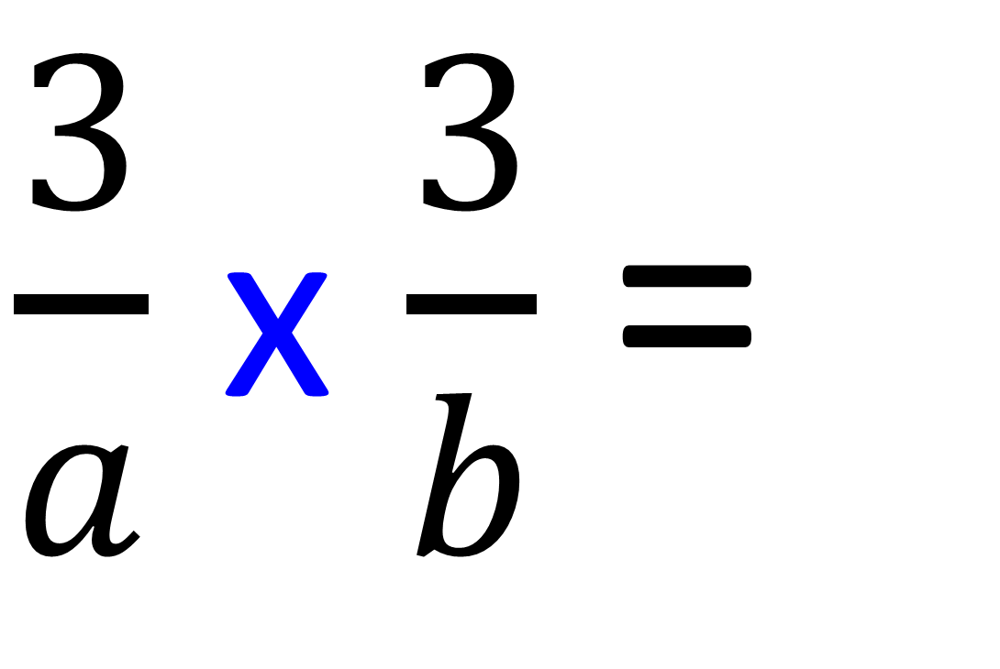 3/a x 3/b =